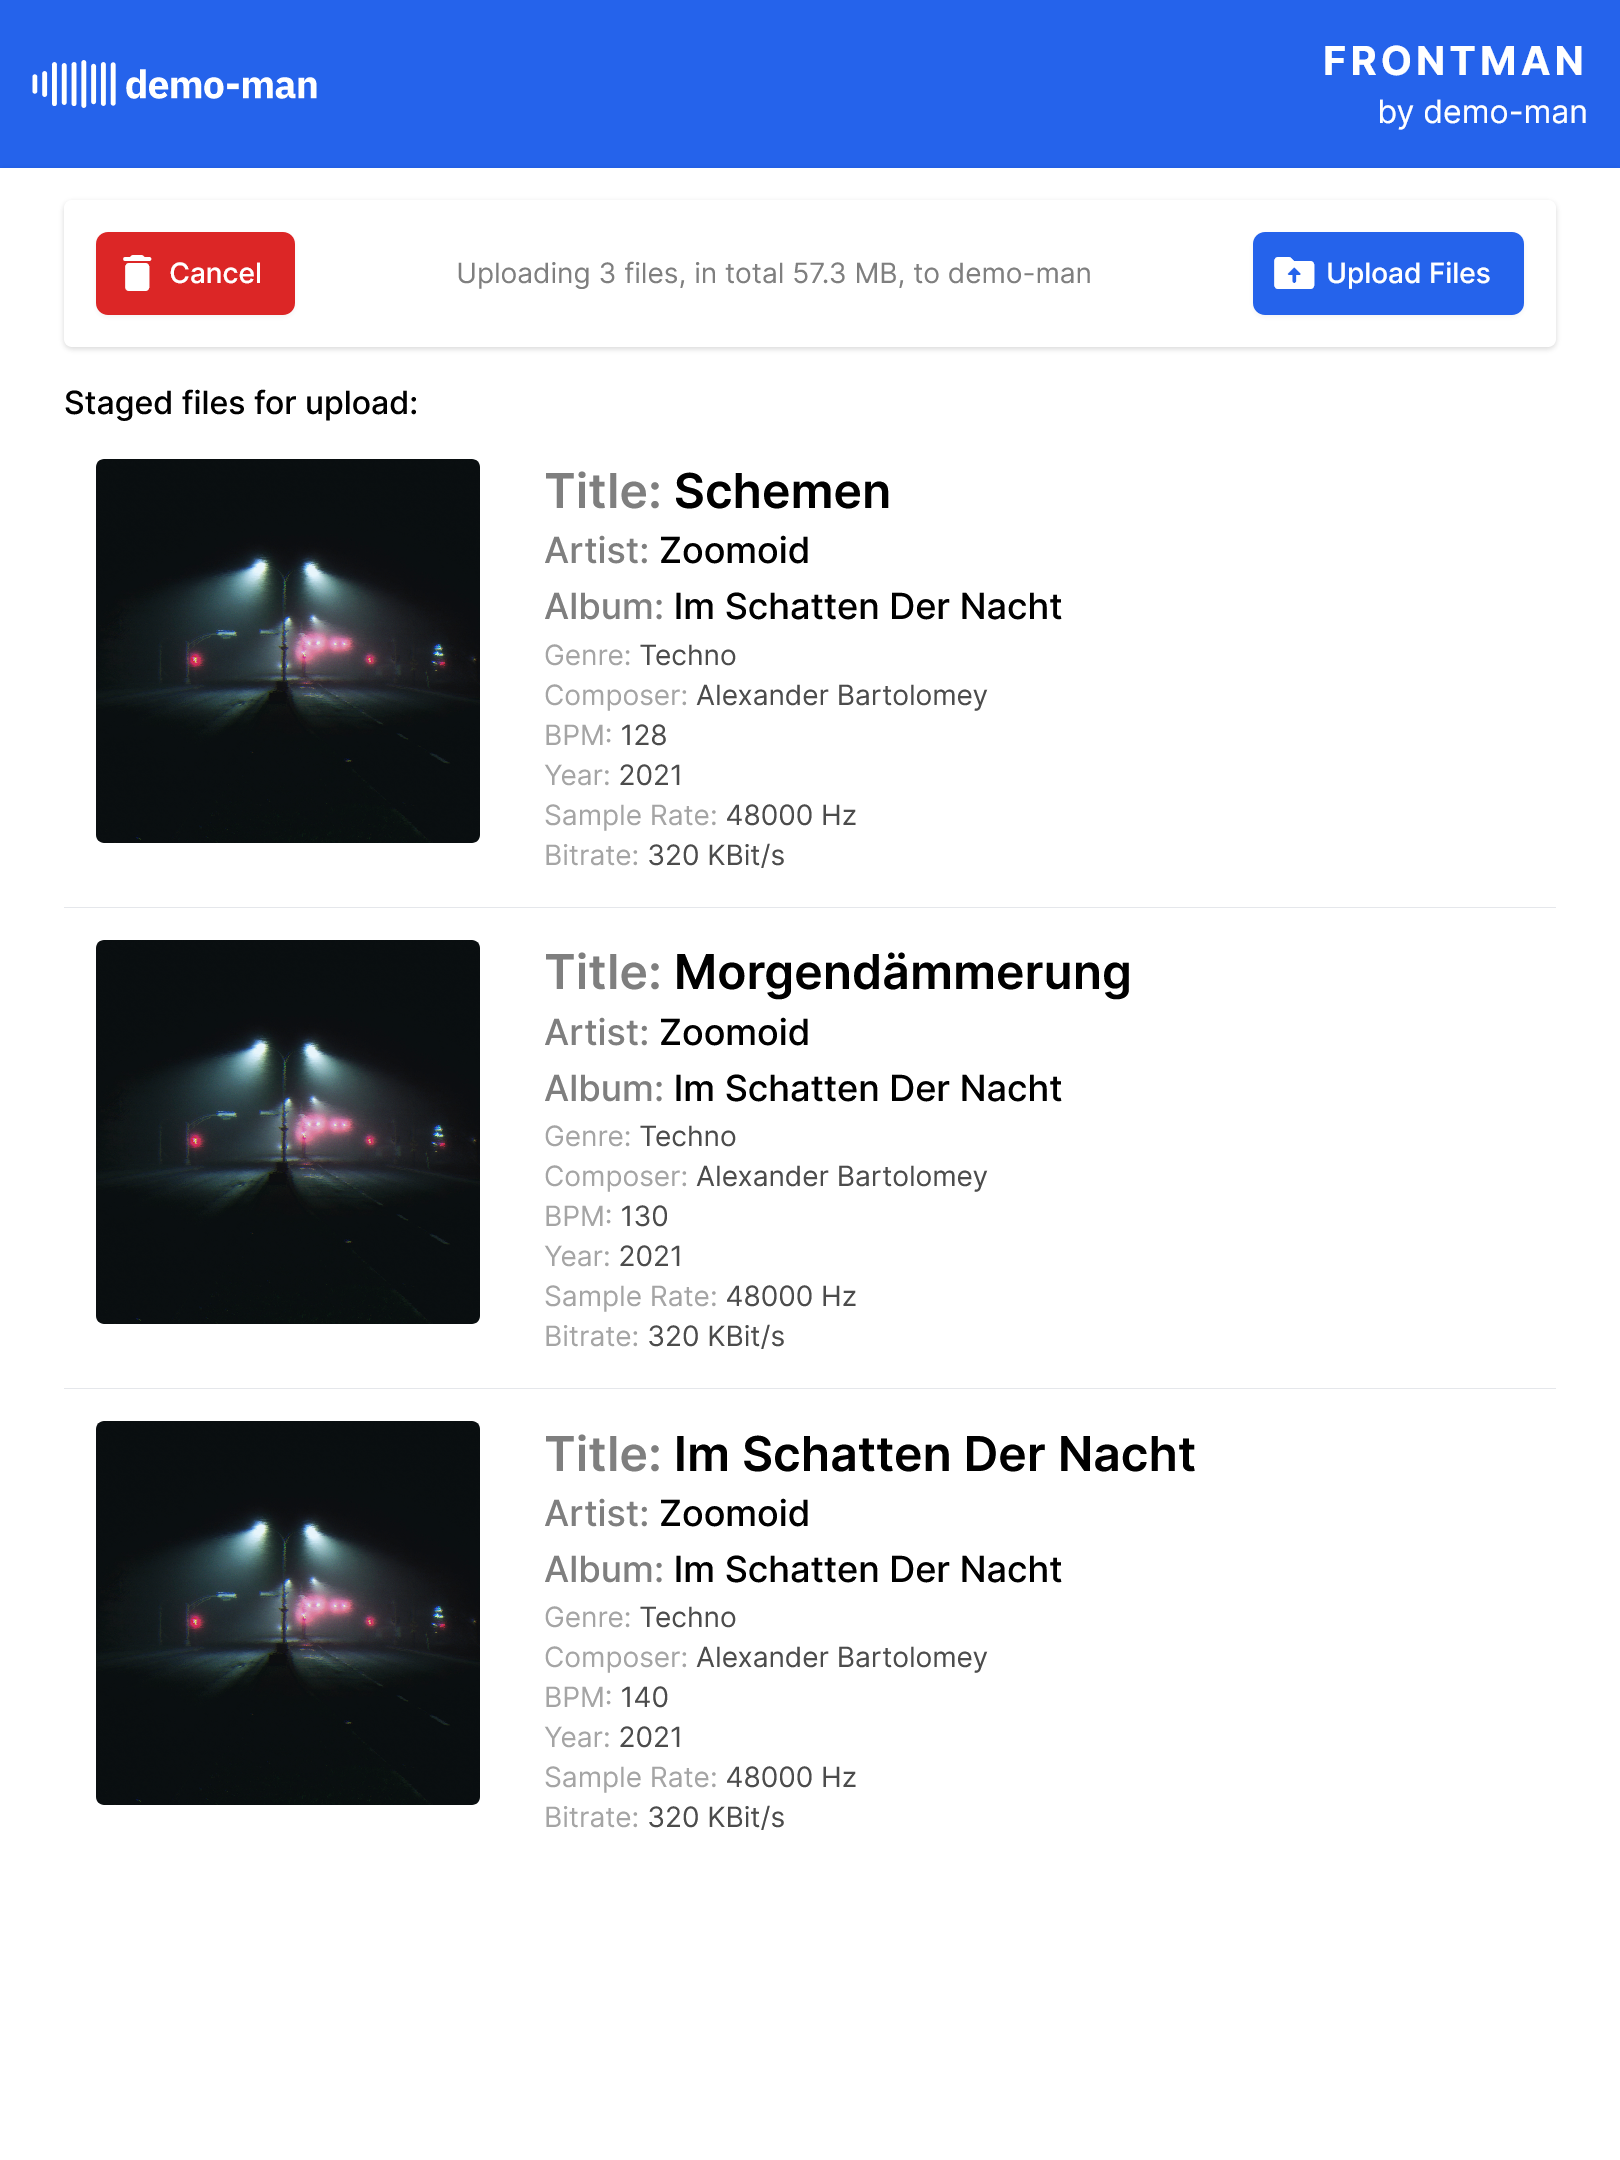 demo-man
FRONTMAN
by demo-man
Cancel
Uploading 3 files, in total 57.3 MB, to demo-man
Upload Files
Staged files for upload:
Title: Schemen
Artist: Zoomoid
Album: Im Schatten Der Nacht
Genre: Techno
Composer: Alexander Bartolomey
BPM: 128
Year: 2021
Sample Rate: 48000 Hz
Bitrate: 320 KBit/s
Title: Morgendämmerung
Artist: Zoomoid
Album: Im Schatten Der Nacht
Genre: Techno
Composer: Alexander Bartolomey
BPM: 130
Year: 2021
Sample Rate: 48000 Hz
Bitrate: 320 KBit/s
Title: Im Schatten Der Nacht
Artist: Zoomoid
Album: Im Schatten Der Nacht
Genre: Techno
Composer: Alexander Bartolomey
BPM: 140
Year: 2021
Sample Rate: 48000 Hz
Bitrate: 320 KBit/s